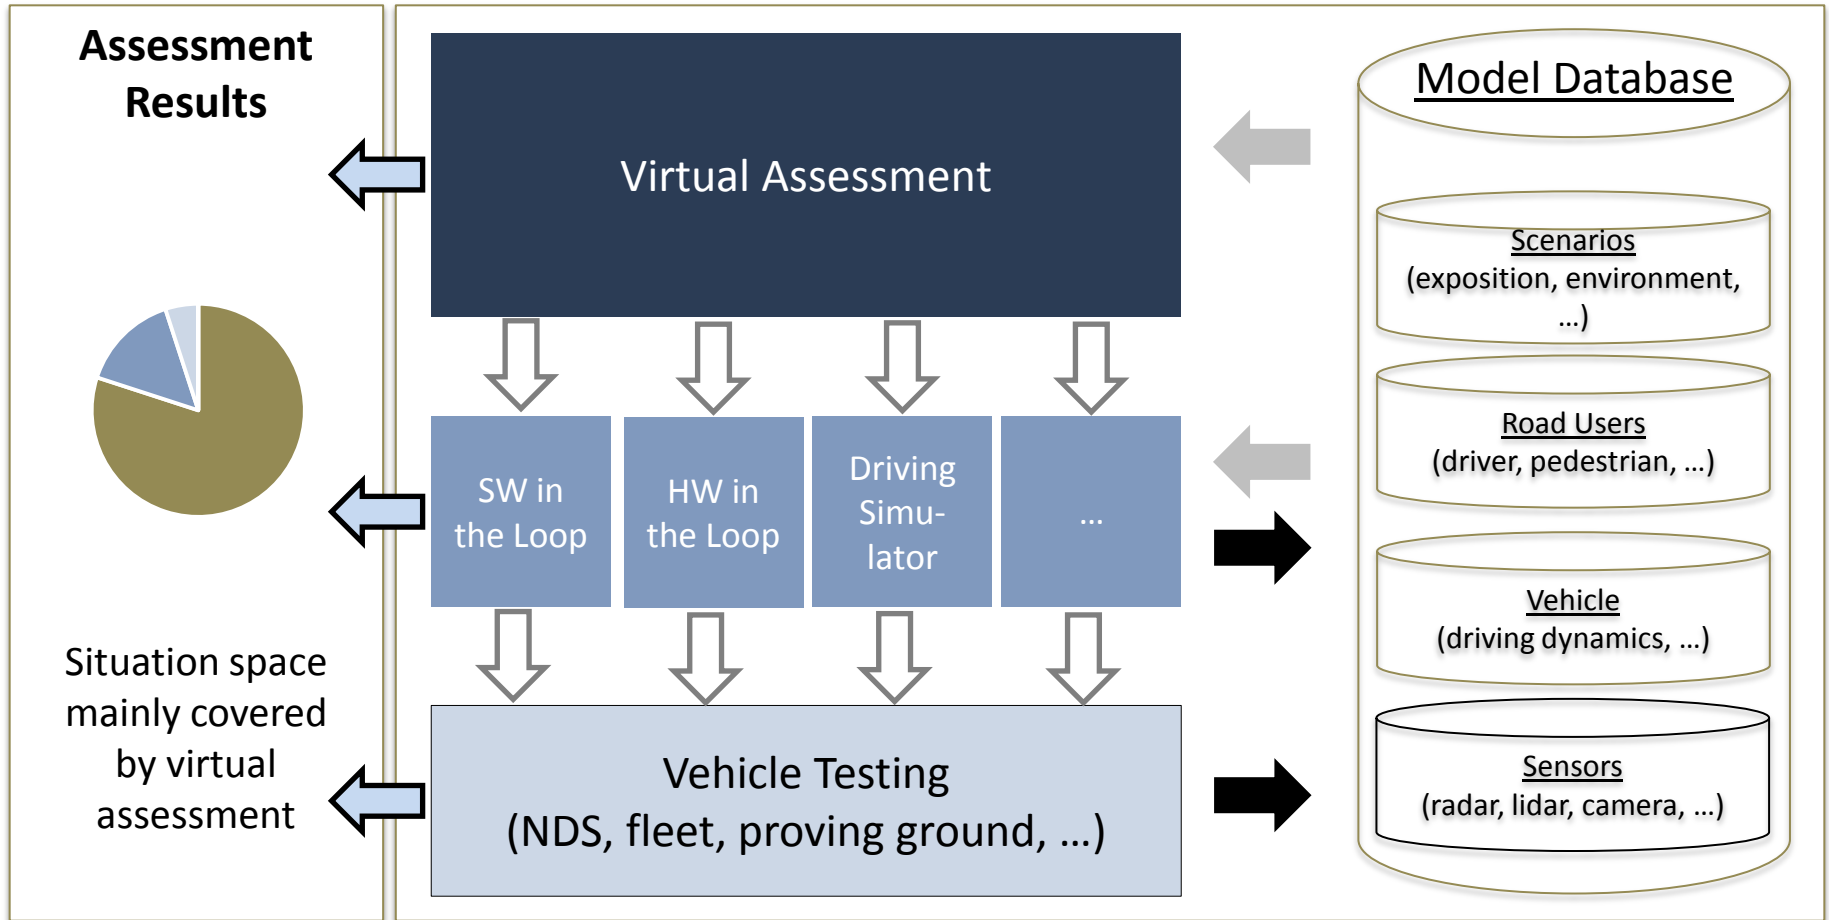 Assessment
Results
Situation space
mainly covered
by virtual
assessment
Virtual Assessment
SW in
the Loop
HW in
the Loop
Driving
Simu-
lator
...
Vehicle Testing
(NDS, fleet, proving ground, ...)
Model Database
Scenarios
(exposition, environment,
...)
Road Users
(driver, pedestrian, ...)
Vehicle
(driving dynamics, ...)
Sensors
(radar, lidar, camera, ...)